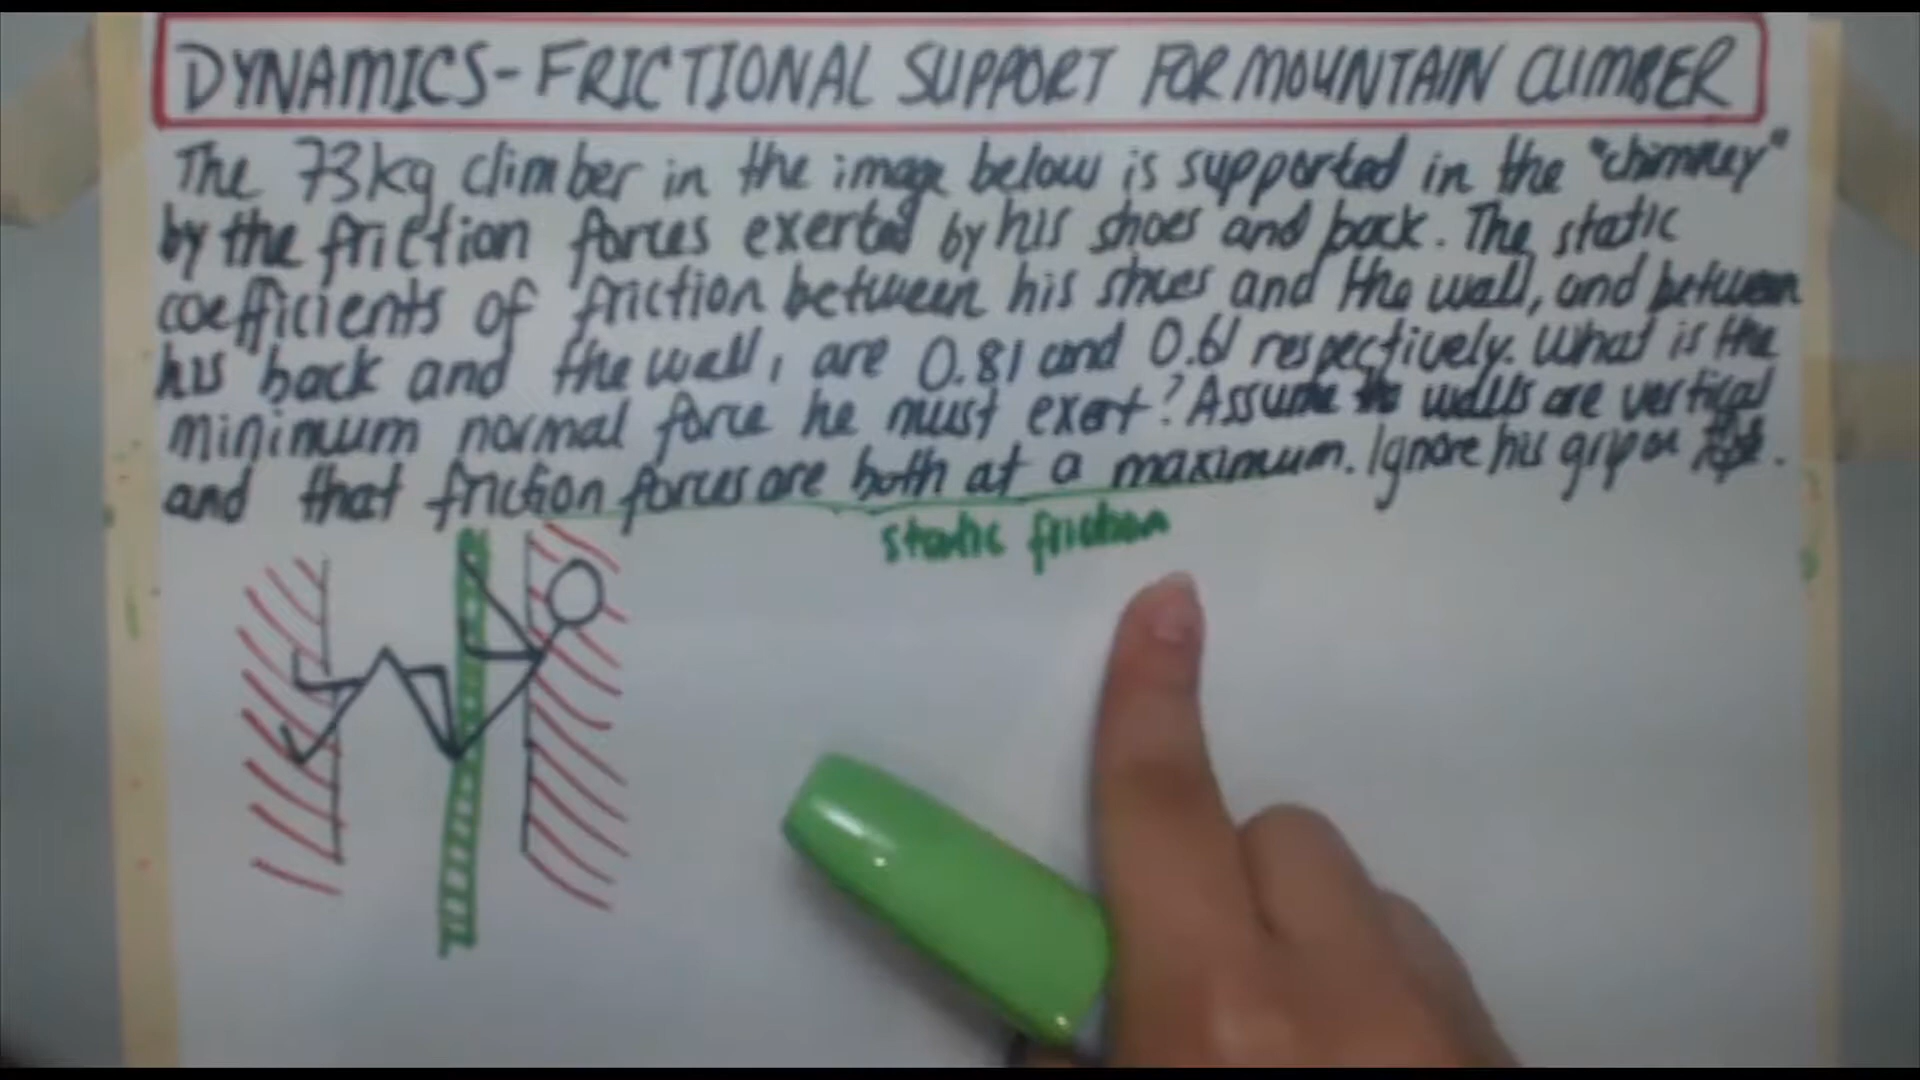 DYNAMICS-FRICTIONAL SUPPORT FOR MOUNTAIN CLIMBER
The 73kg climber in the image below is supported in the "chimney"
by the friction forces exerted by his shoes and back. The static
coefficients of friction between his shoes and the wall, and between
his back and the wall, are 0.81 and 0.61 respectively. What is the
minimum normal force he must exert? Assume the walls are vertical
and that friction forces are both at a maximum. Ignore his grip on
static friction